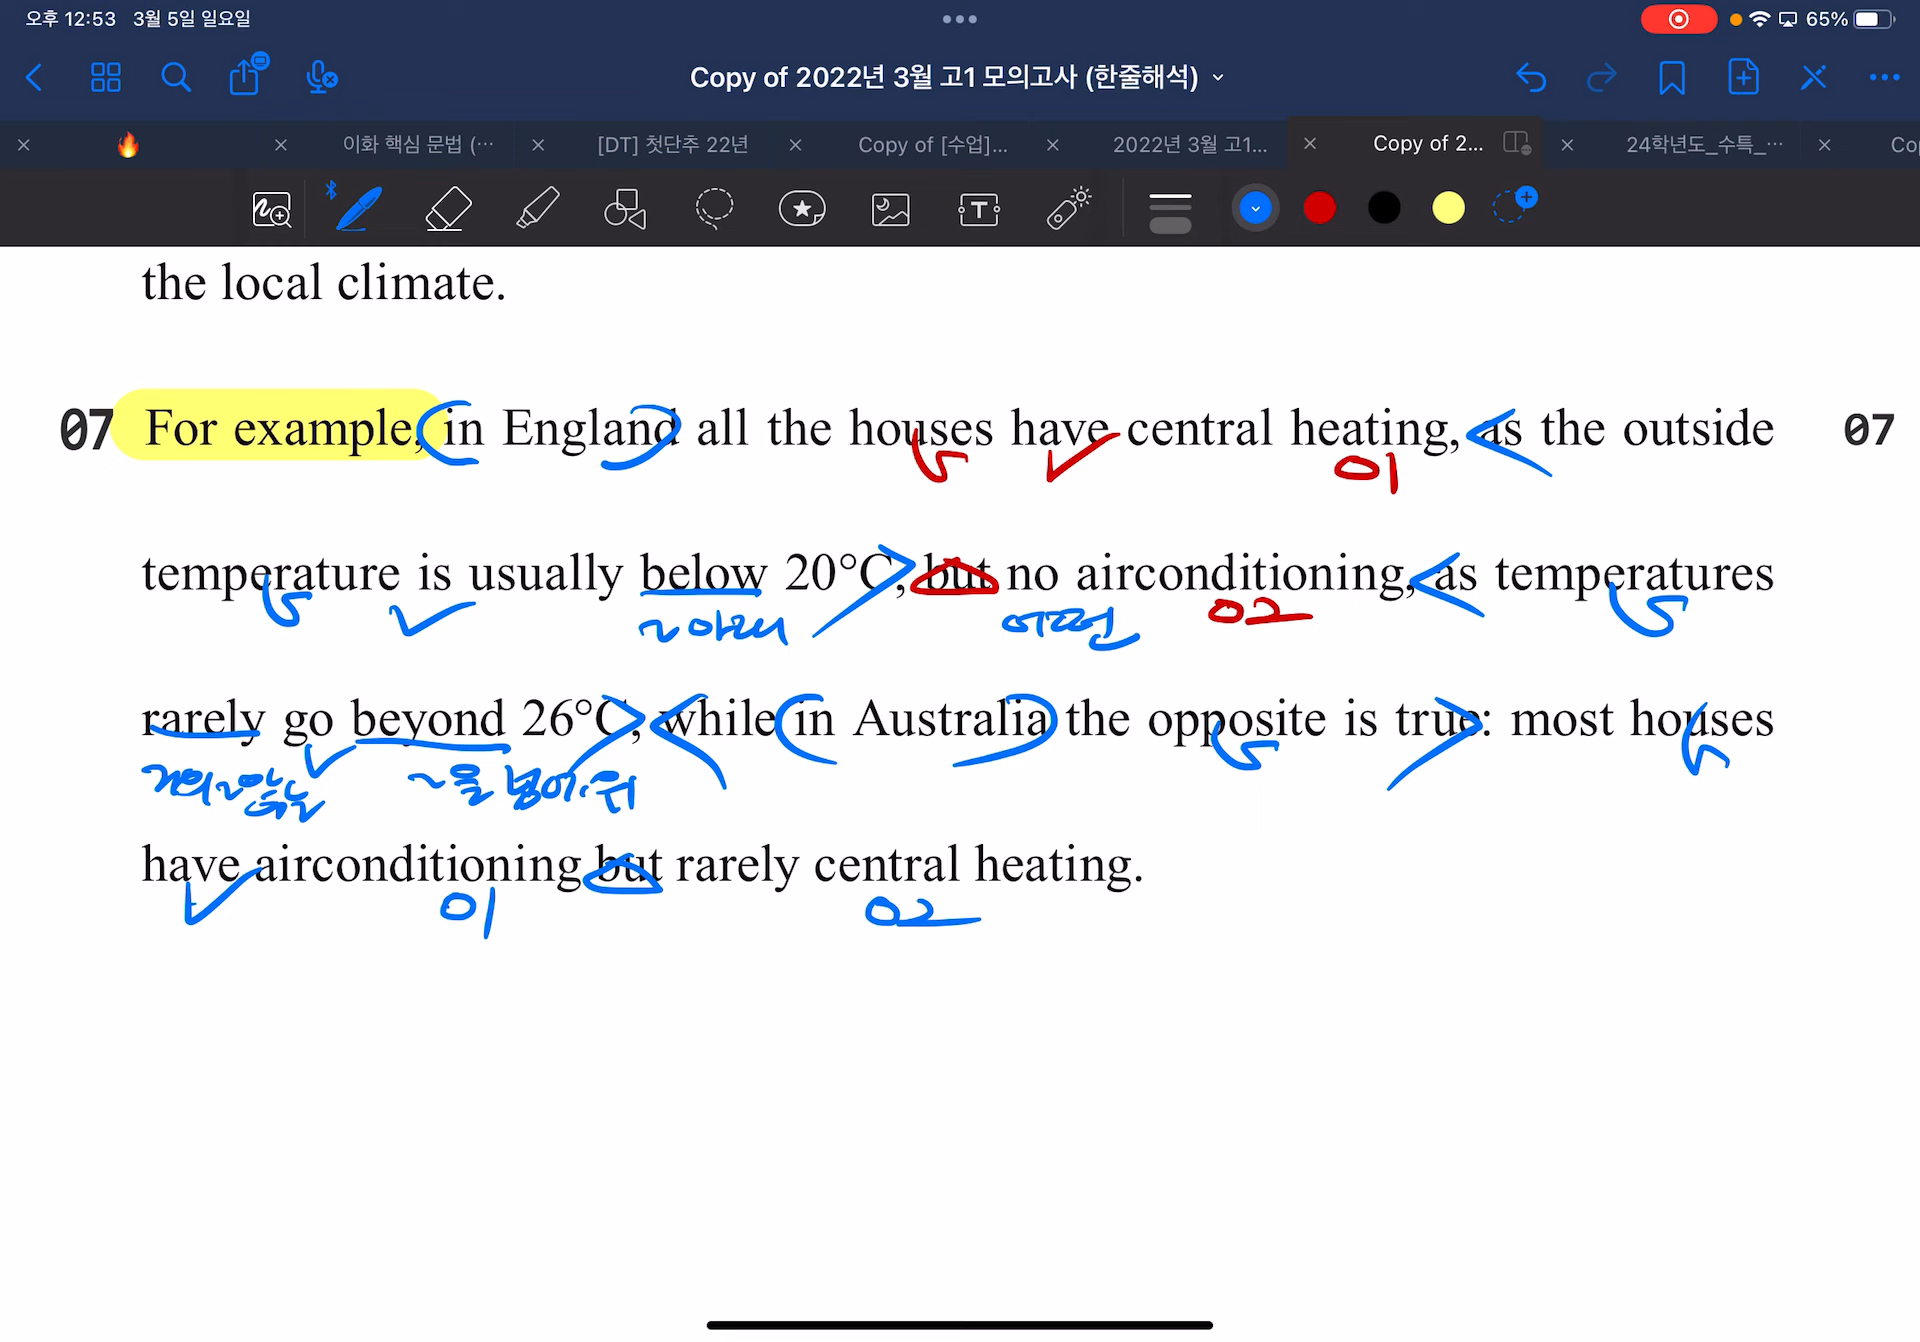 오후 12:53 3월 5일 일요일 65%
Copy of 2022년 3월 고1 모의고사 (한줄해석)
이화 핵심 문법 (⋯ [DT] 첫단추 22년 Copy of [수업]... 2022년 3월 고1... Copy of 2... 24학년도_수특_⋯ Co
the local climate.
07 For example, in England all the houses have central heating, as the outside 07
S 01
temperature is usually below 20°C, but no airconditioning, as temperatures
S ~아래 어떤 02 S
rarely go beyond 26°C, while in Australia the opposite is true: most houses
거의 ~않는 ~을 넘어, 위 S S
have airconditioning but rarely central heating.
01 02